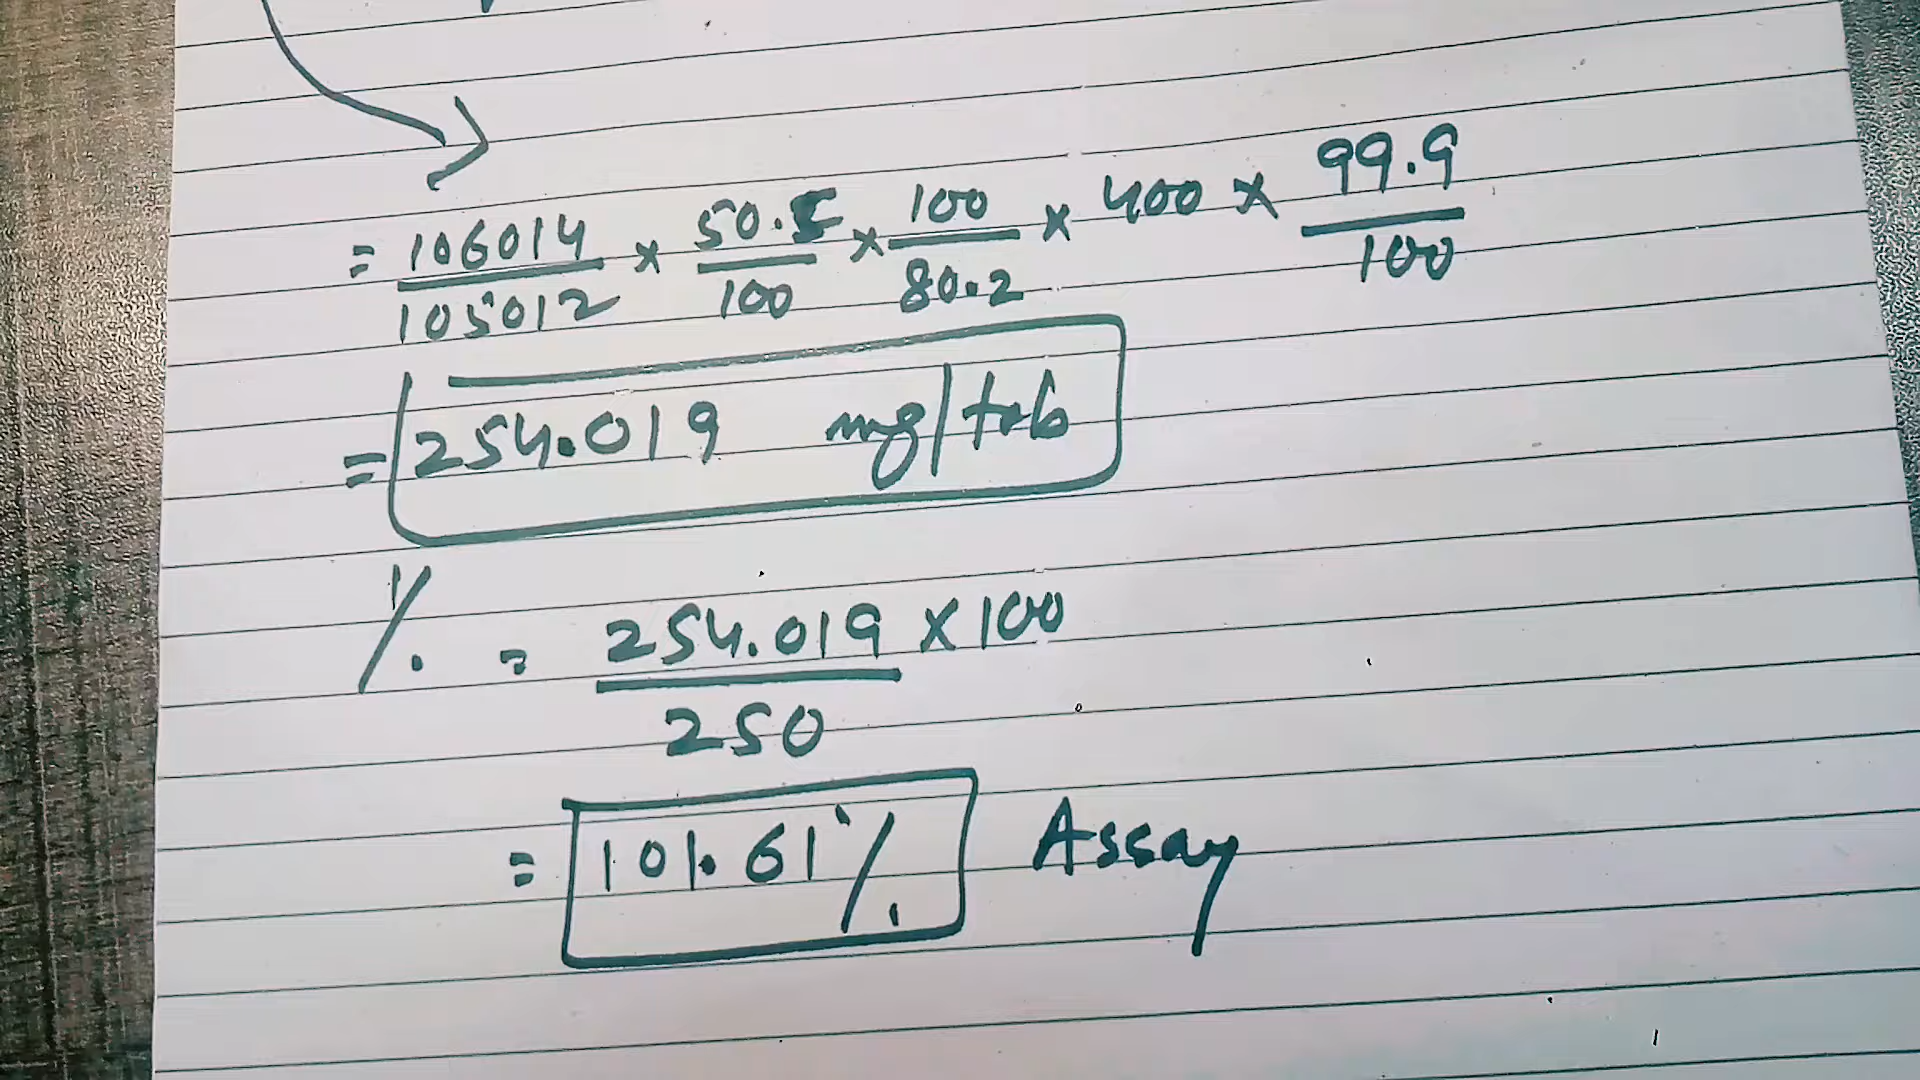 = 106014/105012 × 50.5/100 × 100/80.2 × 400 × 99.9/100
= 254.019 mg/tab
% = 254.019/250 × 100
= 101.61% Assay